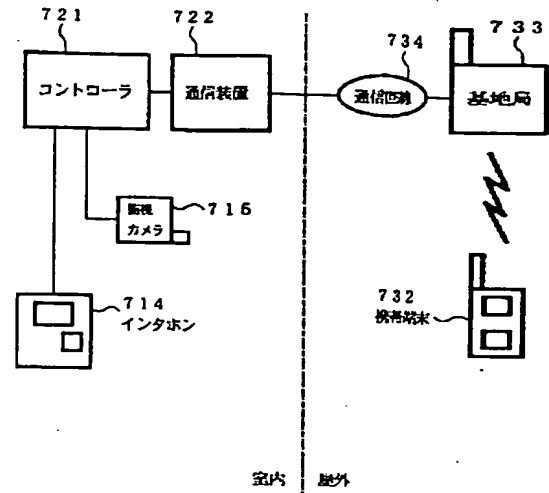 721
722
734
733
コントローラ
通信装置
通信回線
基地局
監視
カメラ
715
714
インタホン
732
携帯端末
室内
屋外